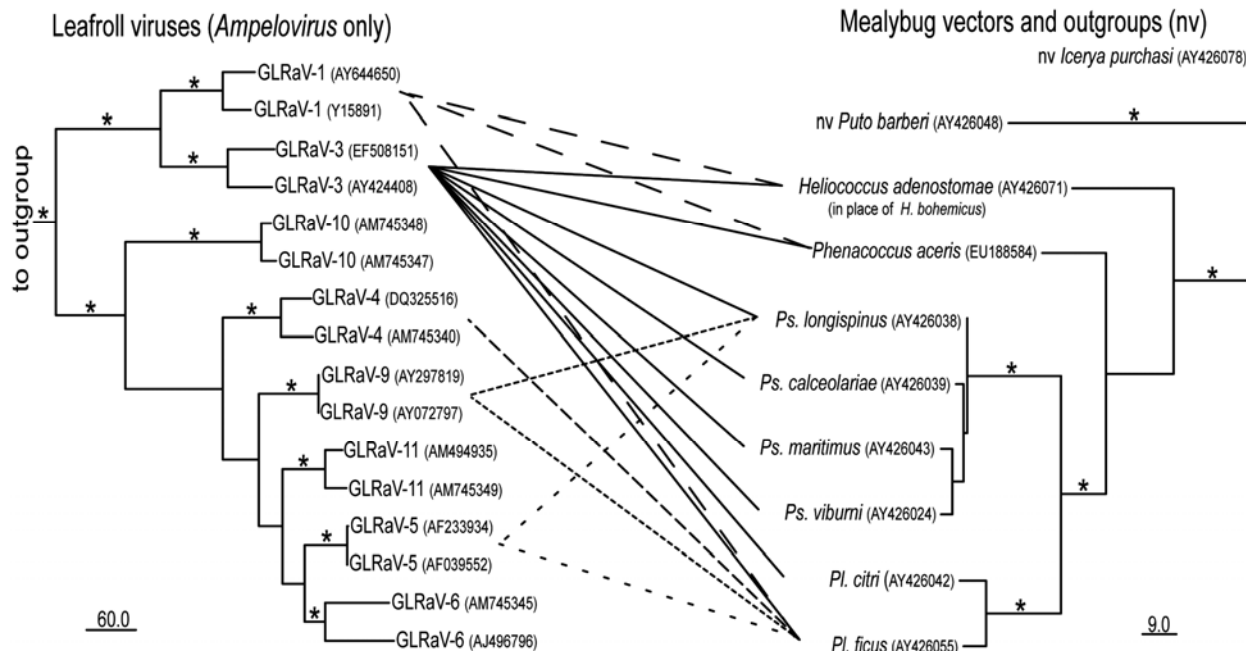 Leafroll viruses (Ampelovirus only)
to outgroup
*
*
*
GLRaV-1 (AY644650)
GLRaV-1 (Y15891)
*
GLRaV-3 (EF508151)
GLRaV-3 (AY424408)
*
*
GLRaV-10 (AM745348)
GLRaV-10 (AM745347)
*
GLRaV-4 (DQ325516)
GLRaV-4 (AM745340)
*
GLRaV-9 (AY297819)
GLRaV-9 (AY072797)
*
GLRaV-11 (AM494935)
GLRaV-11 (AM745349)
*
GLRaV-5 (AF233934)
GLRaV-5 (AF039552)
*
GLRaV-6 (AM745345)
GLRaV-6 (AJ496796)
60.0
Mealybug vectors and outgroups (nv)
nv Icerya purchasi (AY426078)
nv Puto barberi (AY426048)
*
Heliococcus adenostomae (AY426071)
(in place of H. bohemicus)
Phenacoccus aceris (EU188584)
*
Ps. longispinus (AY426038)
*
Ps. calceolariae (AY426039)
Ps. maritimus (AY426043)
*
*
Ps. viburni (AY426024)
Pl. citri (AY426042)
*
Pl. ficus (AY426055)
9.0